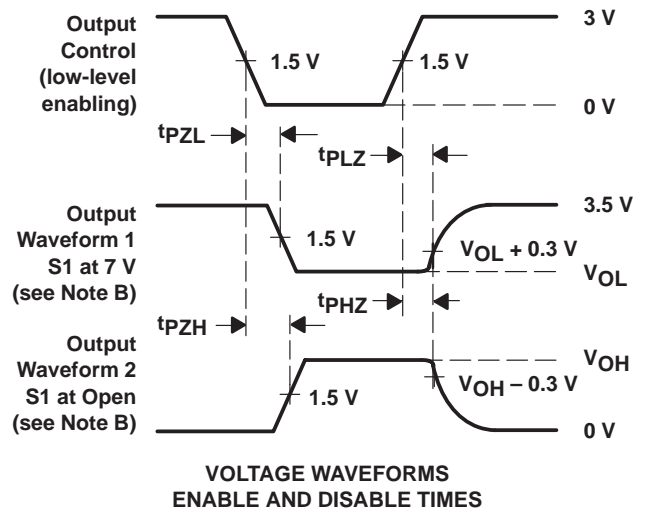 Output
Control
(low-level
enabling)
3 V
1.5 V
1.5 V
0 V
tPZL
tPLZ
Output
Waveform 1
S1 at 7 V
(see Note B)
3.5 V
1.5 V
VOL + 0.3 V
VOL
tPZH
tPHZ
Output
Waveform 2
S1 at Open
(see Note B)
VOH
1.5 V
VOH – 0.3 V
0 V
VOLTAGE WAVEFORMS
ENABLE AND DISABLE TIMES